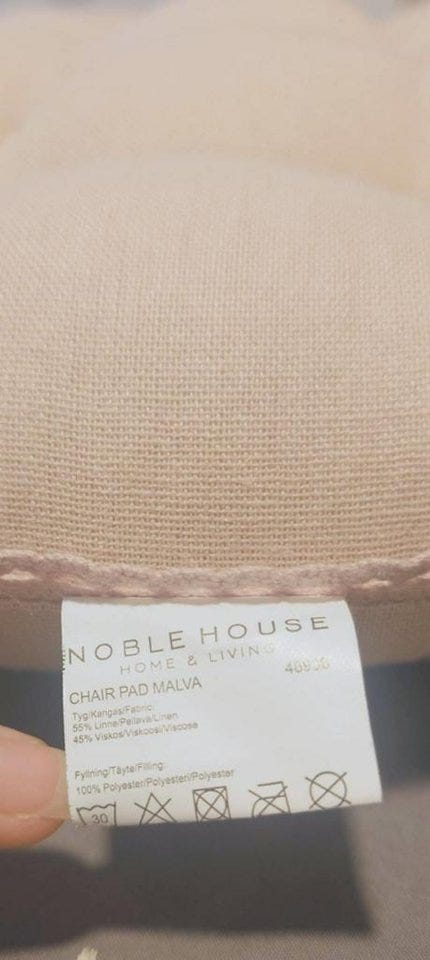 NOBLE HOUSE
HOME & LIVING
CHAIR PAD MALVA
Tyg/Kangas/Fabric:
55% Linne/Pellava/Linen
45% Viskos/Viskoosi/Viscose
Fyllning/Täyte/Filling:
100% Polyester/Polyesteri/Polyester
30